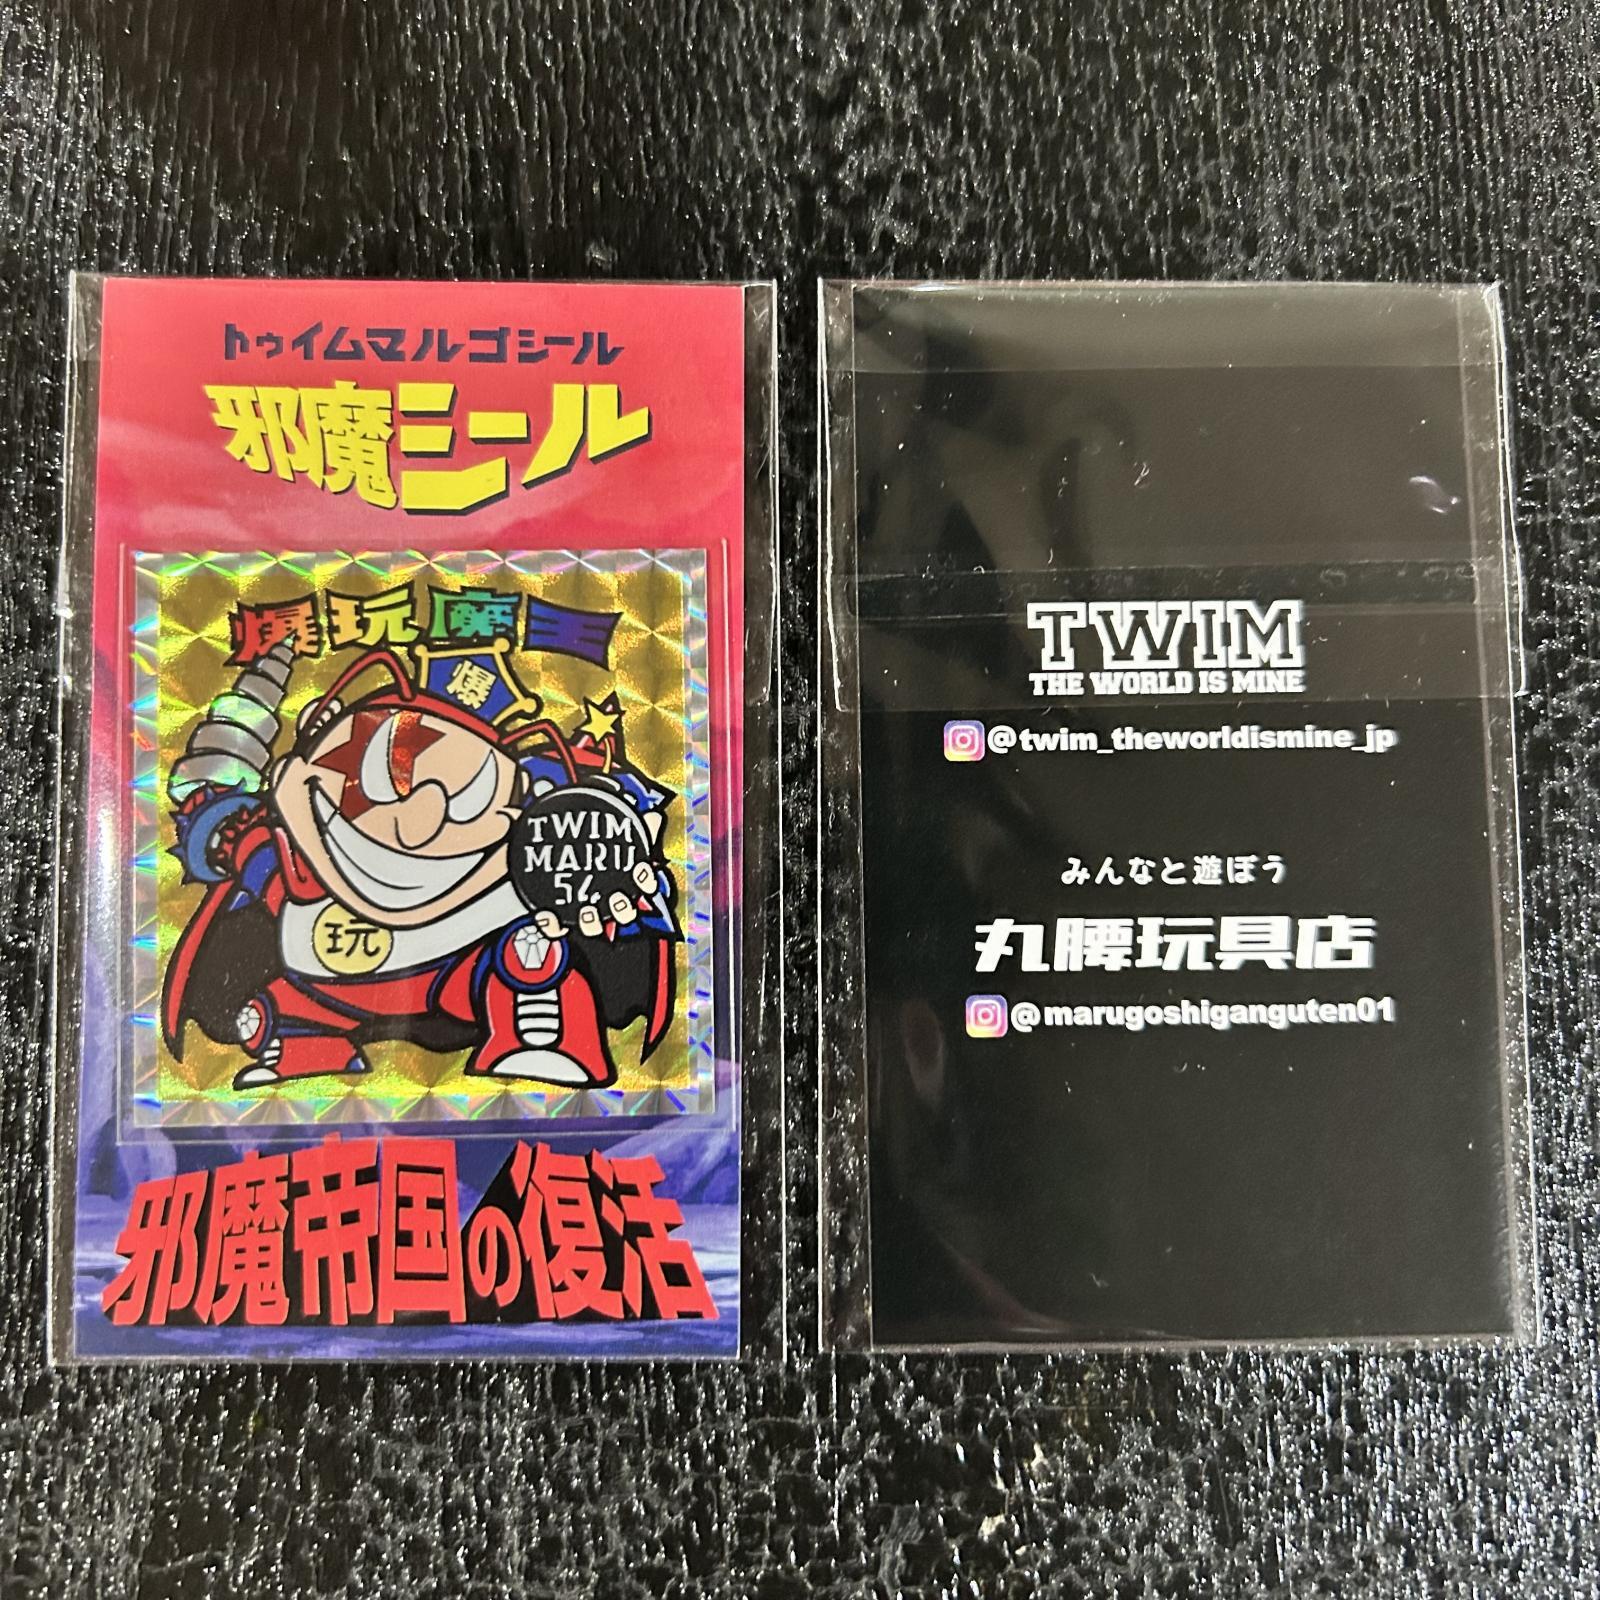 トゥイムマルゴシール
邪魔シール
爆玩魔王
爆
TWIM
MARU
54
玩
邪魔帝国の復活
TWIM
THE WORLD IS MINE
@twim_theworldismine_jp
みんなと遊ぼう
丸腰玩具店
@marugoshiganguten01